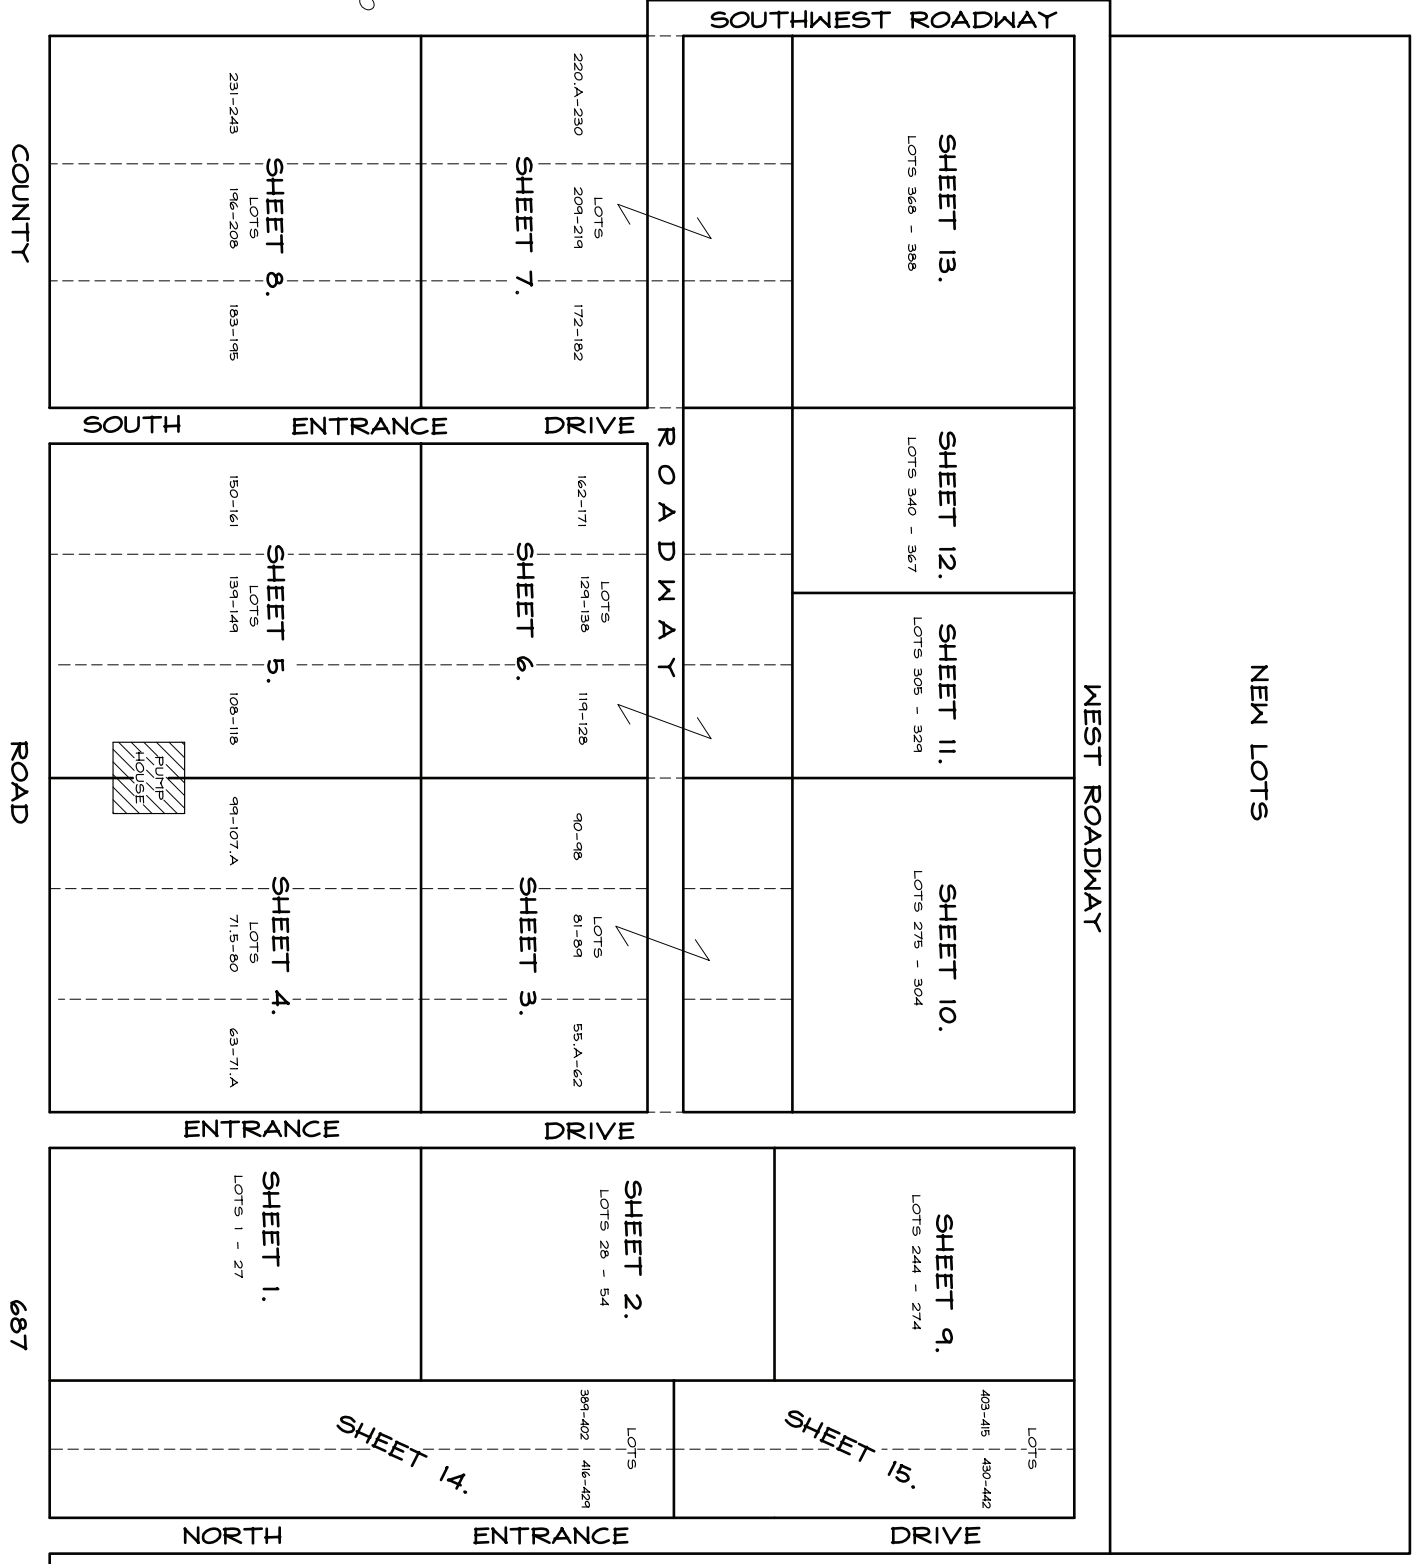 SOUTHWEST ROADWAY
NEW LOTS
WEST ROADWAY
SHEET 13.
LOTS 368 - 388
SHEET 12.
LOTS 340 - 367
SHEET 11.
LOTS 305 - 329
SHEET 10.
LOTS 275 - 304
ROADWAY
220.A-230
LOTS
209-219
172-182
SHEET 7.
231-243
SHEET 8.
LOTS
196-208
183-195
SOUTH ENTRANCE DRIVE
162-171
LOTS
129-138
119-128
SHEET 6.
150-161
SHEET 5.
LOTS
139-149
108-118
PUMP
HOUSE
90-98
LOTS
81-89
55.A-62
SHEET 3.
99-107.A
SHEET 4.
LOTS
71.5-80
63-71.A
ENTRANCE DRIVE
SHEET 1.
LOTS 1 - 27
SHEET 2.
LOTS 28 - 54
SHEET 9.
LOTS 244 - 274
LOTS
389-402 416-429
SHEET 14.
LOTS
403-415 430-442
SHEET 15.
NORTH ENTRANCE DRIVE
COUNTY ROAD 687